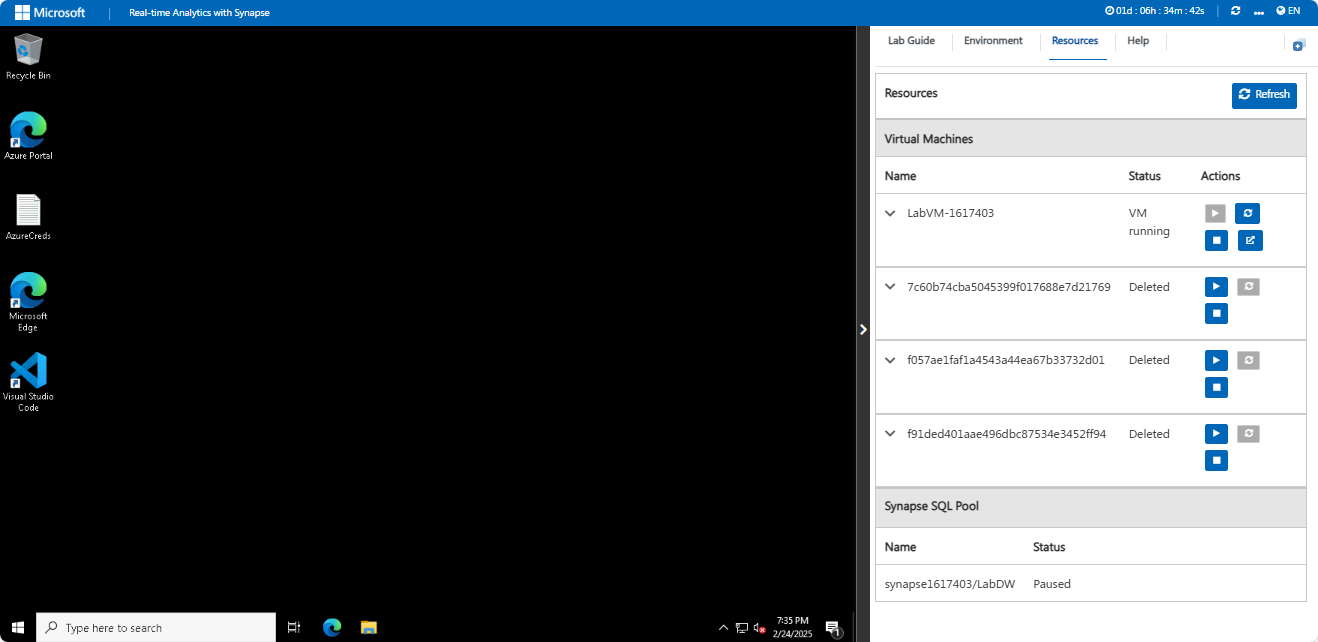 Microsoft
Real-time Analytics with Synapse
01d : 06h : 34m : 42s
EN
Recycle Bin
Azure Portal
AzureCreds
Microsoft
Edge
Visual Studio
Code
Type here to search
7:35 PM
2/24/2025
1
Lab Guide
Environment
Resources
Help
Resources
Refresh
Virtual Machines
Name Status Actions
LabVM-1617403 VM
running
7c60b74cba5045399f017688e7d21769 Deleted
f057ae1faf1a4543a44ea67b33732d01 Deleted
f91ded401aae496dbc87534e3452ff94 Deleted
Synapse SQL Pool
Name Status
synapse1617403/LabDW Paused